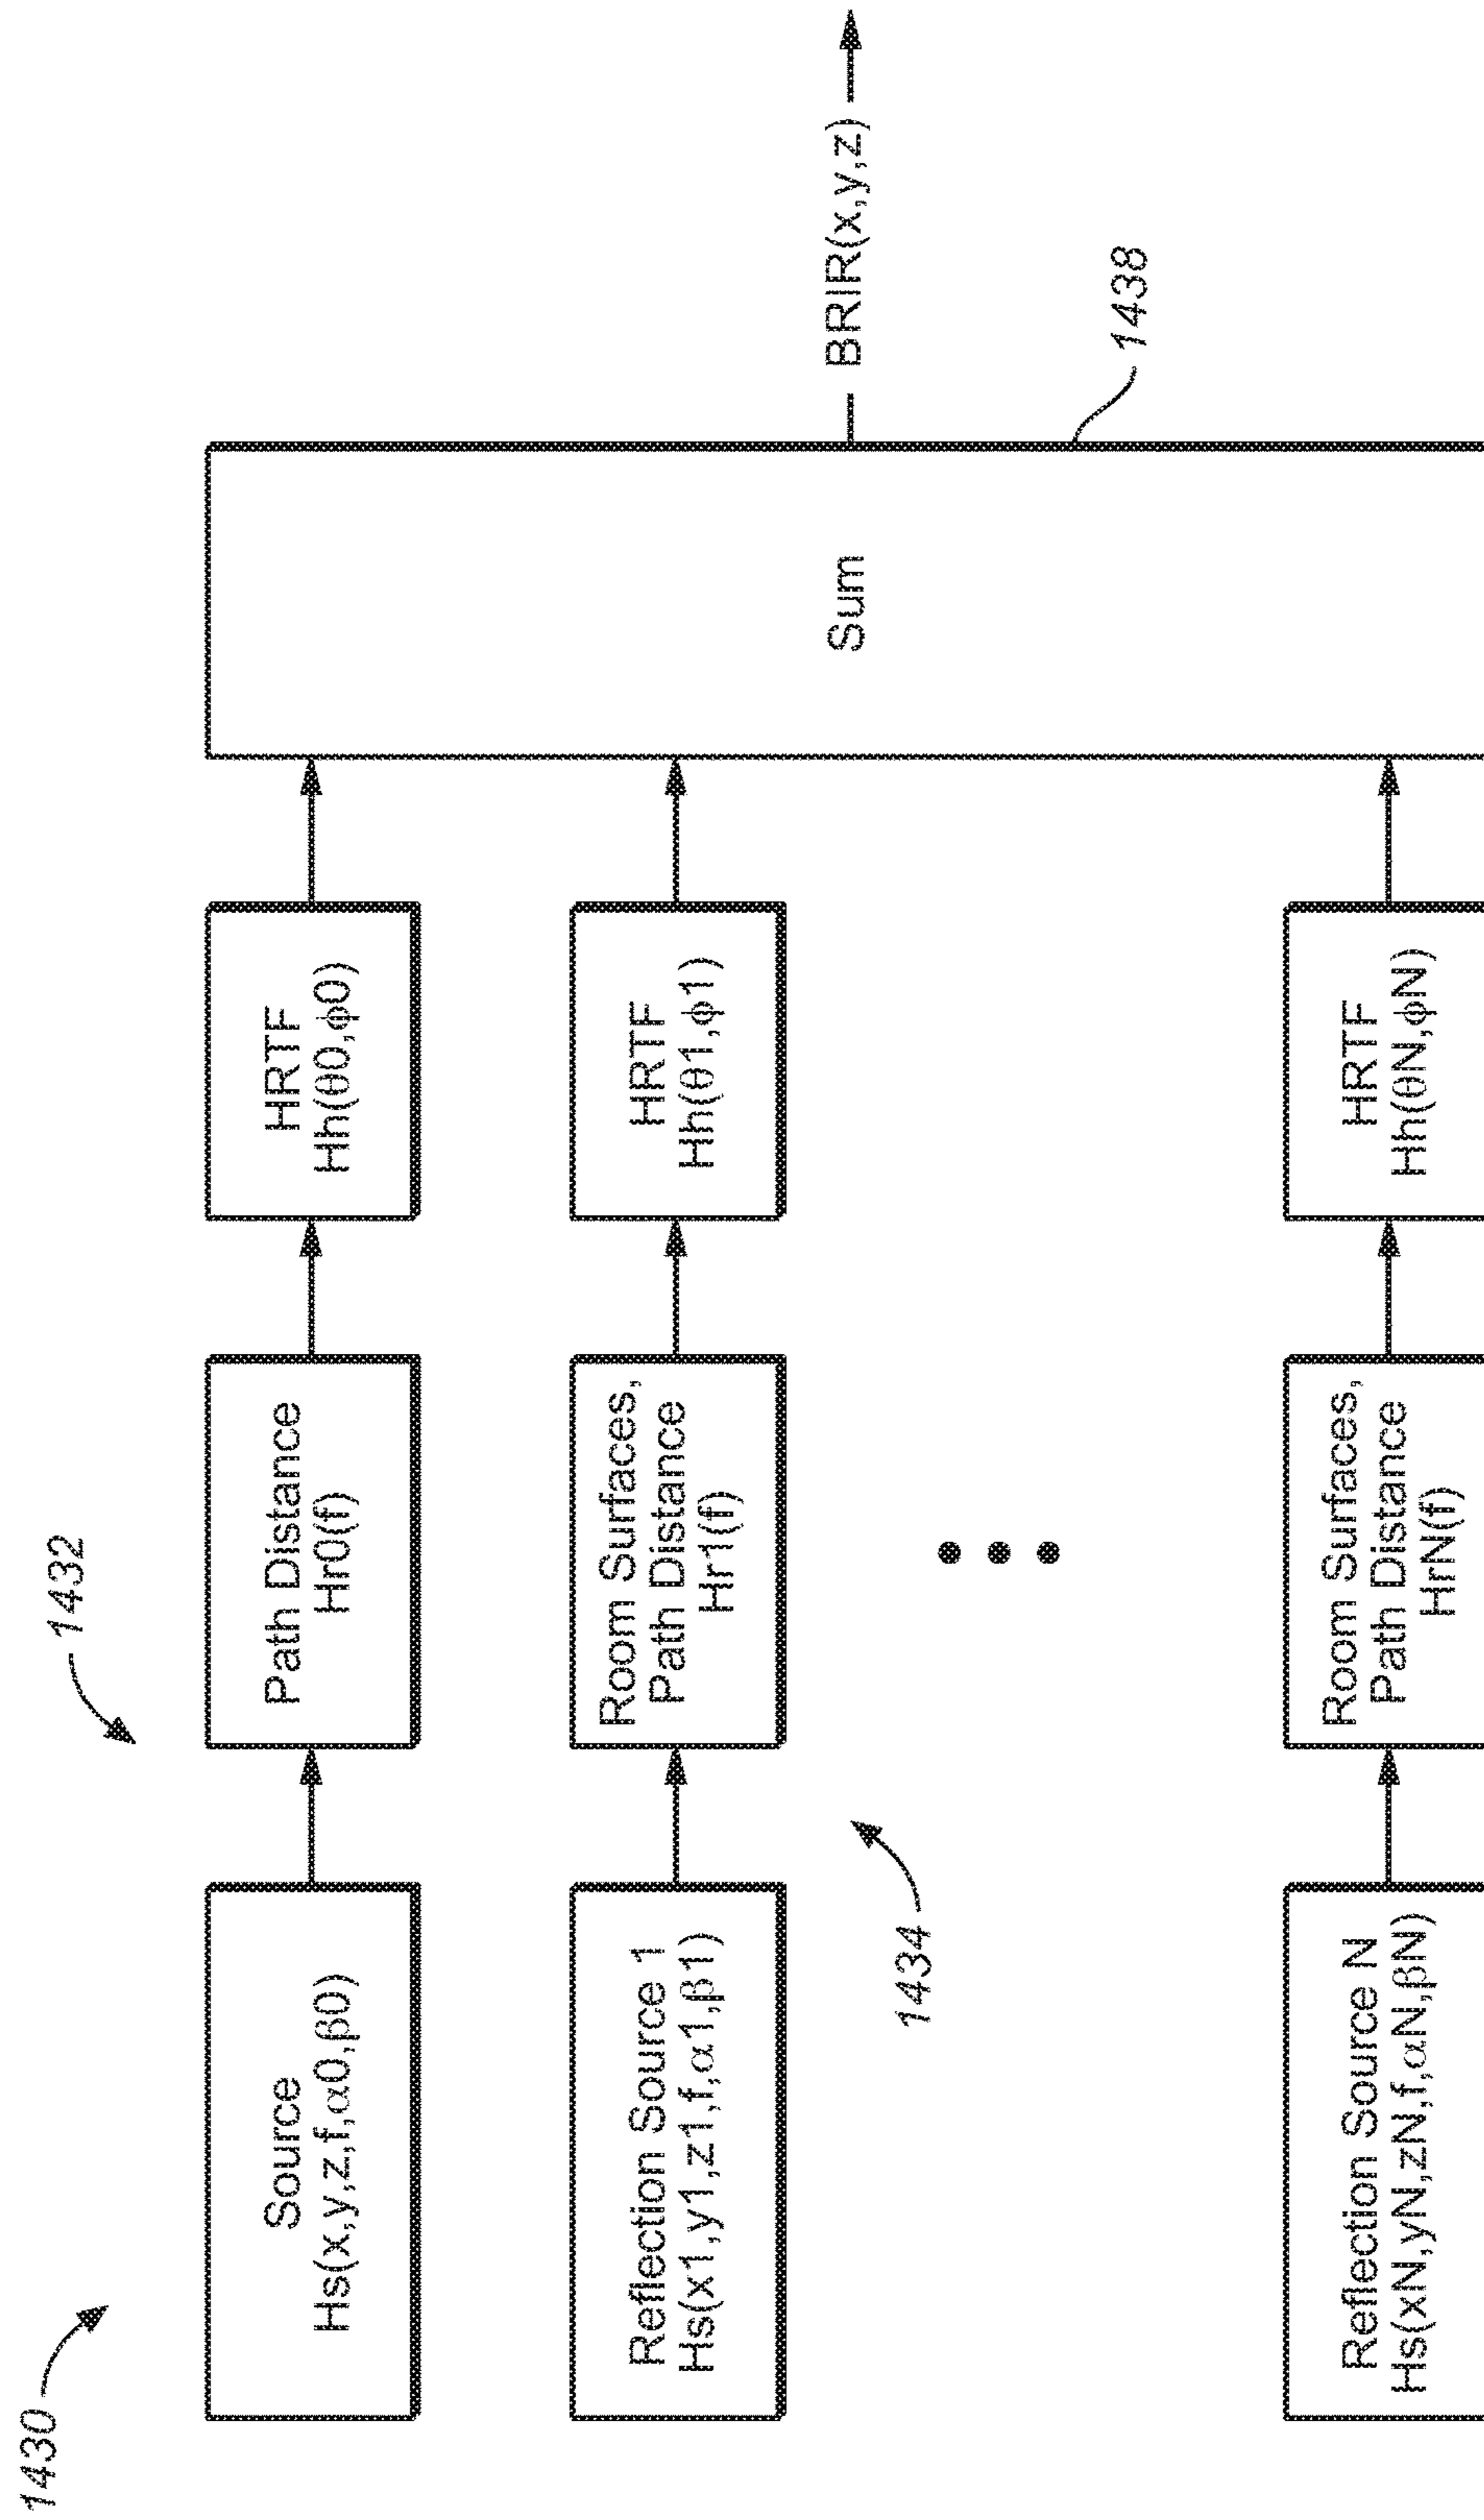 1430
1432
Source
Hs(x,y,z,f,α0,β0)
Path Distance
Hr0(f)
HRTF
Hh(θ0,ϕ0)
Reflection Source 1
Hs(x1,y1,z1,f,α1,β1)
Room Surfaces,
Path Distance
Hr1(f)
HRTF
Hh(θ1,ϕ1)
1434
Sum
BRIR(x,y,z)
1438
Reflection Source N
Hs(xN,yN,zN,f,αN,βN)
Room Surfaces,
Path Distance
HrN(f)
HRTF
Hh(θN,ϕN)